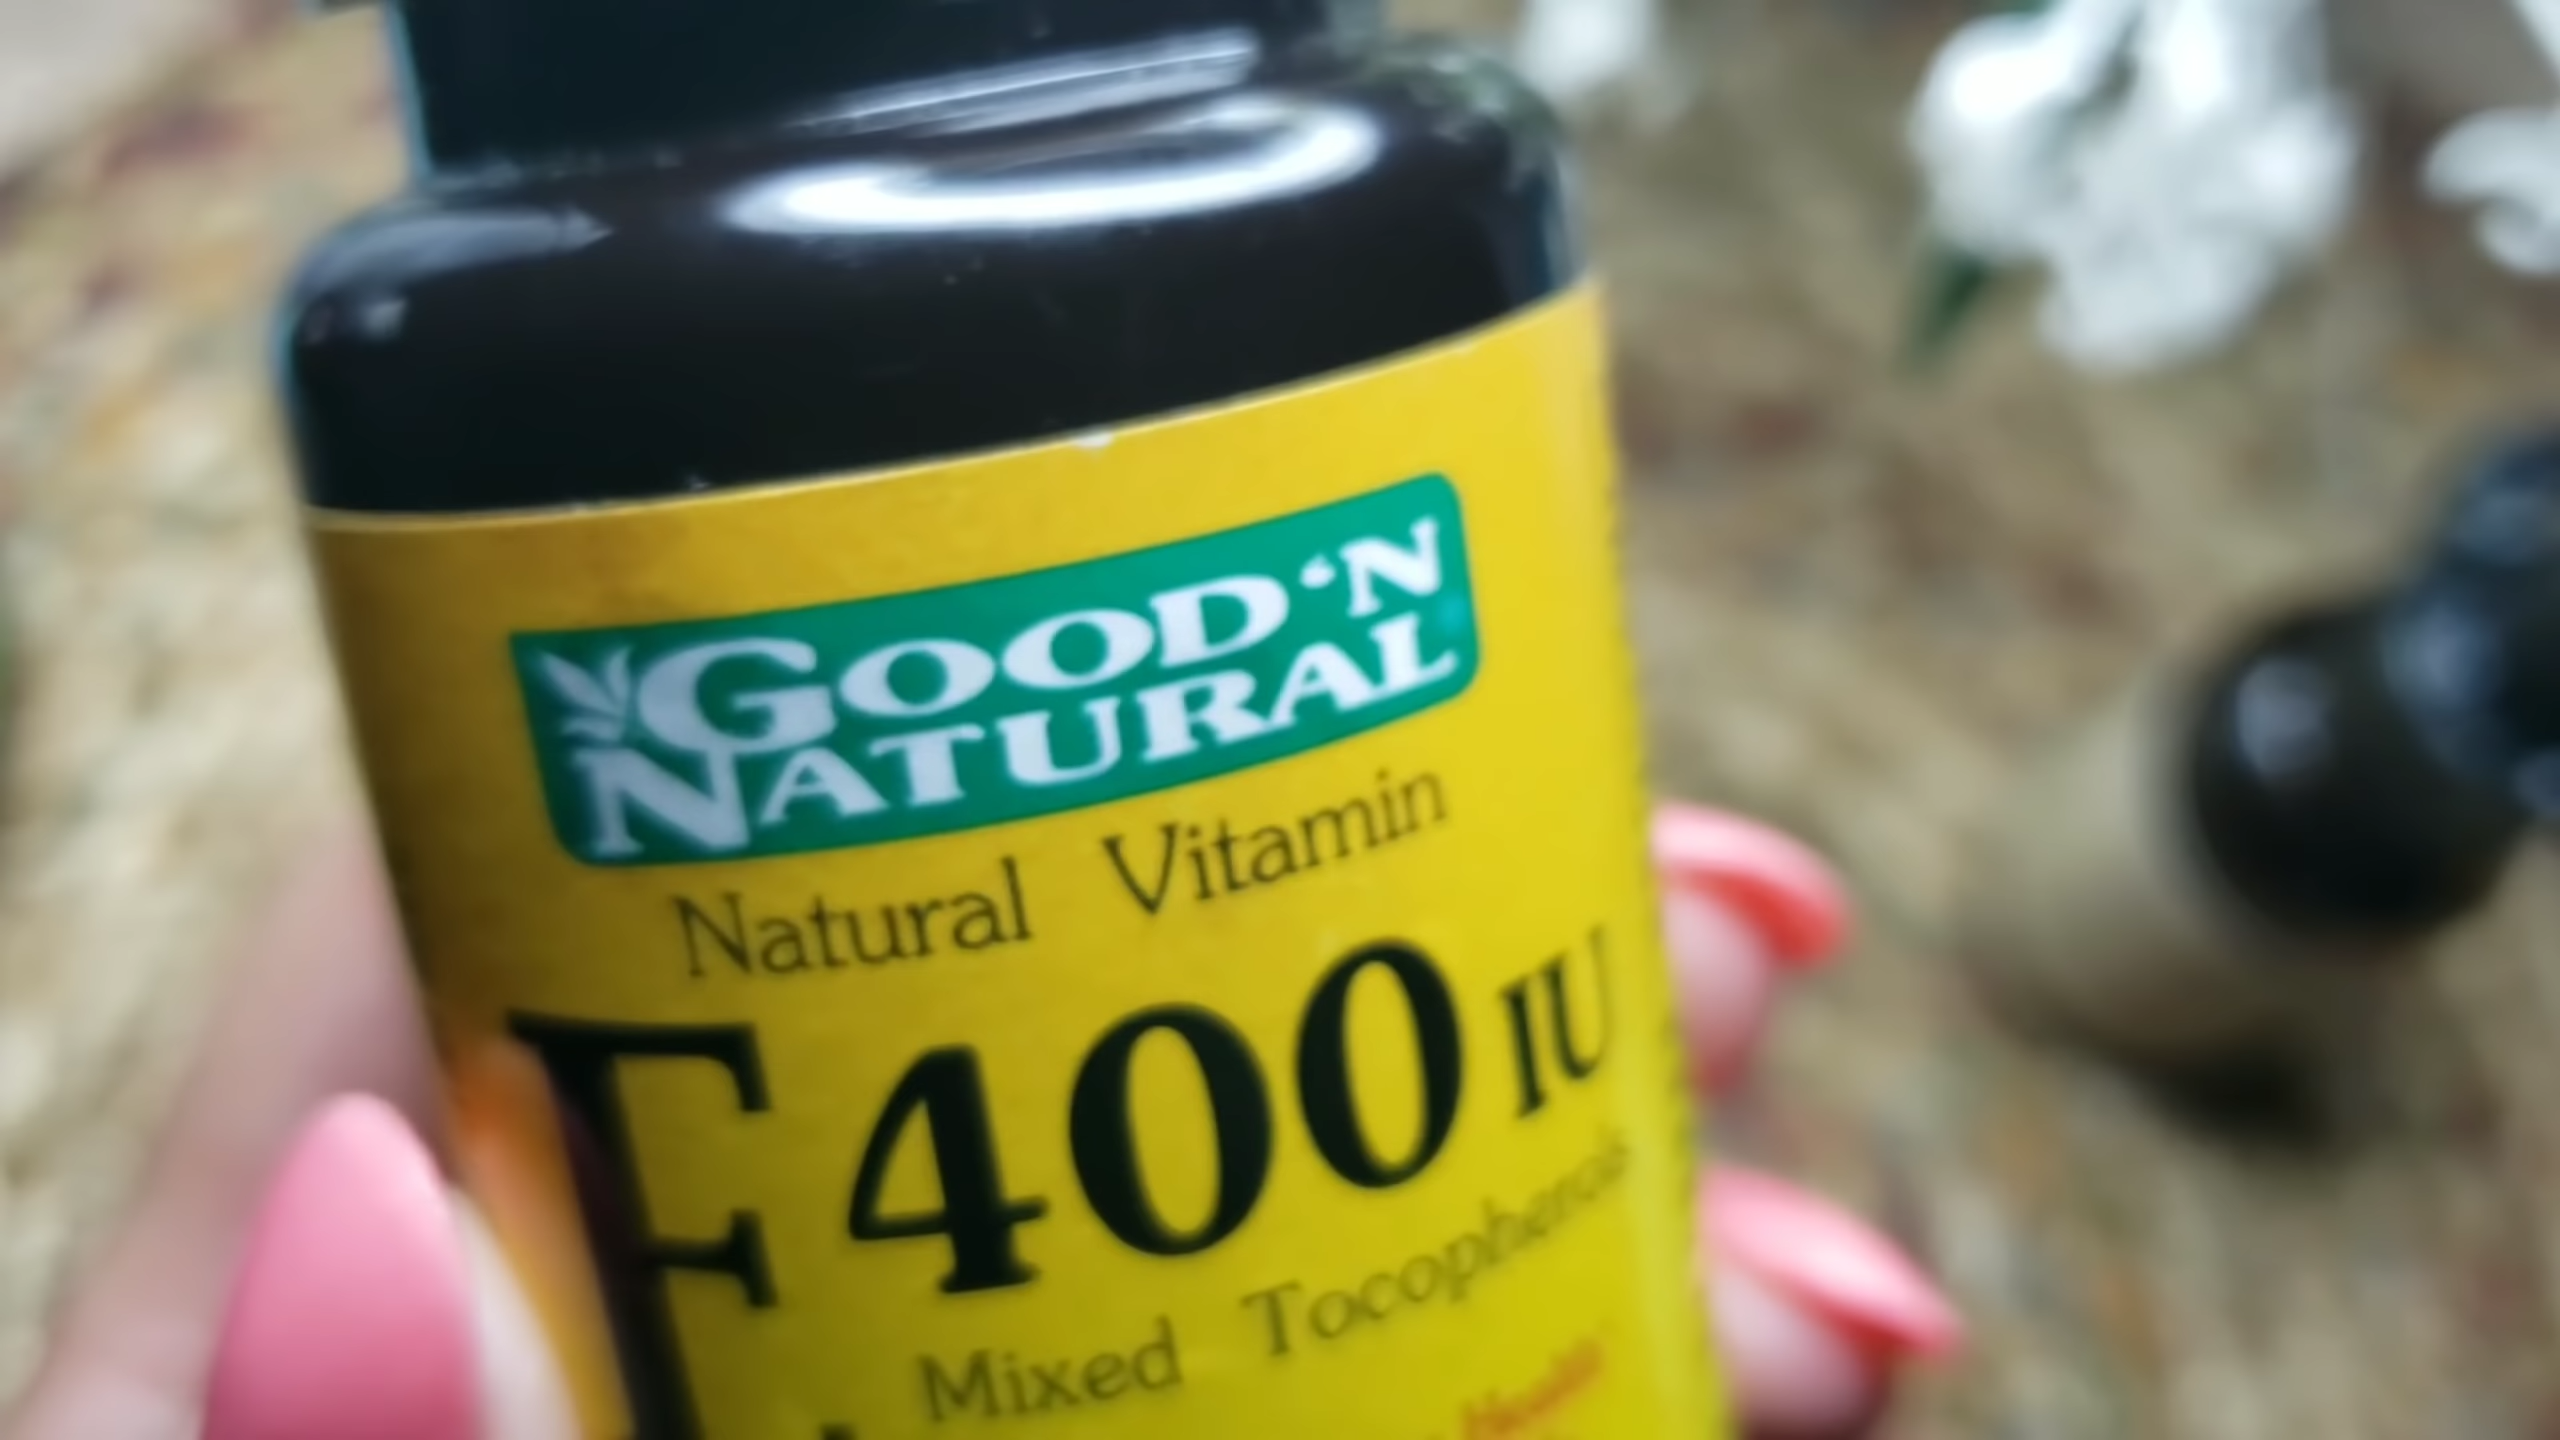 GOOD 'N
NATURAL
Natural Vitamin
E 400 IU
Mixed Tocopherols